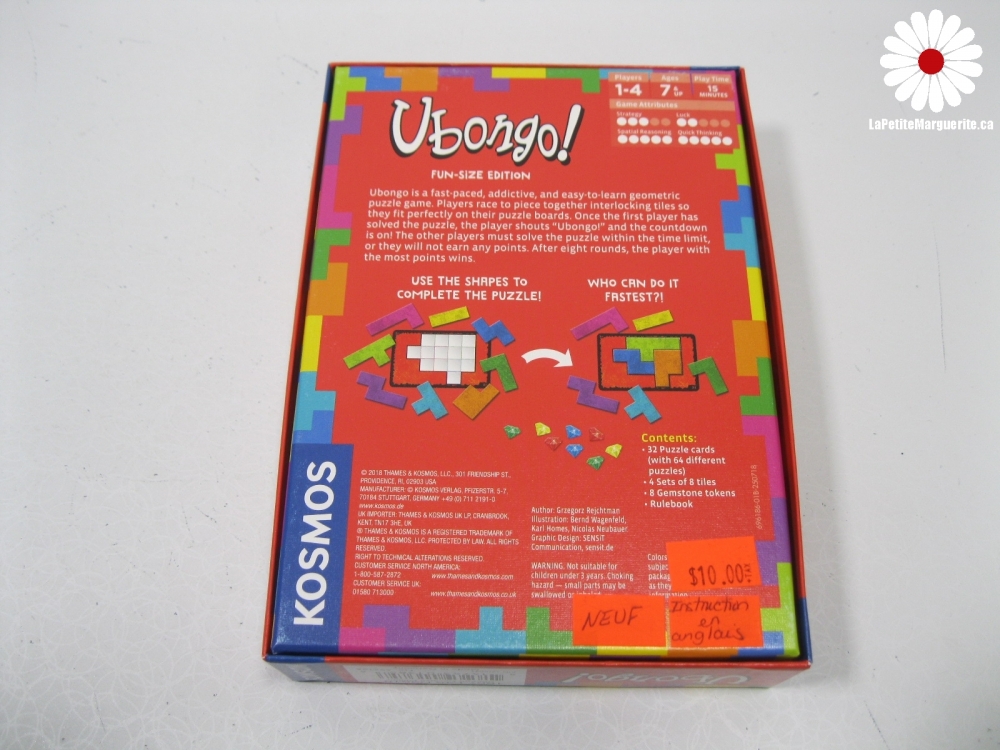 LaPetiteMarguerite.ca
Players Ages Play Time
1-4 7 & UP 15 MINUTES
Game Attributes
Strategy Luck
Spatial Reasoning Quick Thinking
Ubongo!
FUN-SIZE EDITION
Ubongo is a fast-paced, addictive, and easy-to-learn geometric
puzzle game. Players race to piece together interlocking tiles so
they fit perfectly on their puzzle boards. Once the first player has
solved the puzzle, the player shouts "Ubongo!" and the countdown
is on! The other players must solve the puzzle within the time limit,
or they will not earn any points. After eight rounds, the player with
the most points wins.
USE THE SHAPES TO
COMPLETE THE PUZZLE!
WHO CAN DO IT
FASTEST?!
Contents:
• 32 Puzzle cards
(with 64 different
puzzles)
• 4 Sets of 8 tiles
• 8 Gemstone tokens
• Rulebook
KOSMOS
© 2018 THAMES & KOSMOS, LLC., 301 FRIENDSHIP ST.,
PROVIDENCE, RI, 02903 USA
MANUFACTURER: © KOSMOS VERLAG, PFIZERSTR. 5-7,
70184 STUTTGART, GERMANY +49 (0) 711 2191-0
www.kosmos.de
UK IMPORTER: THAMES & KOSMOS UK LP, CRANBROOK,
KENT, TN17 3HE, UK
® THAMES & KOSMOS IS A REGISTERED TRADEMARK OF
THAMES & KOSMOS, LLC. PROTECTED BY LAW. ALL RIGHTS
RESERVED.
RIGHT TO TECHNICAL ALTERATIONS RESERVED.
CUSTOMER SERVICE NORTH AMERICA:
1-800-587-2872 www.thamesandkosmos.com
CUSTOMER SERVICE UK:
01580 713000 www.thamesandkosmos.co.uk
Author: Grzegorz Rejchtman
Illustration: Bernd Wagenfeld,
Karl Homes, Nicolas Neubauer
Graphic Design: SENSiT
Communication, sensit.de
WARNING. Not suitable for
children under 3 years. Choking
hazard — small parts may be
swallowed or
Colors
subjec
packag
as the
$10.00
NEUF
Instruction
en
anglais
Ubongo!